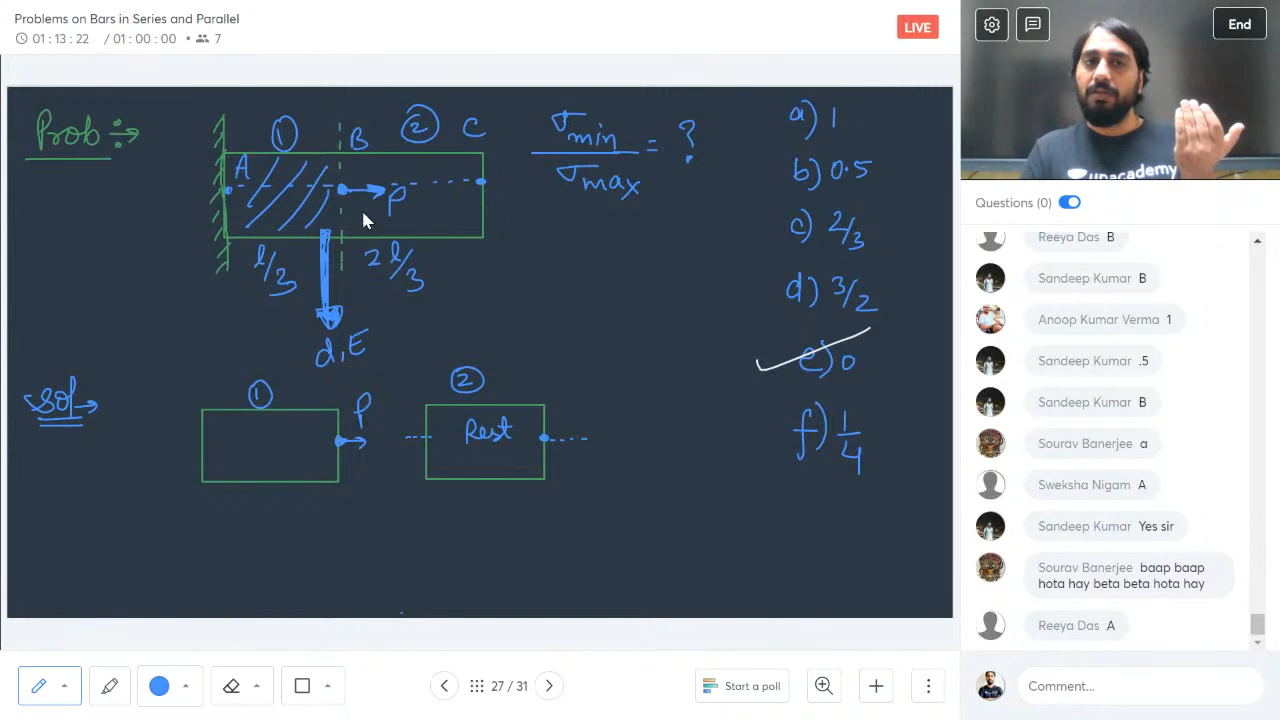 Problems on Bars in Series and Parallel
01 : 13 : 22 / 01 : 00 : 00 • 7
LIVE
End
Prob :→
① B ② C
A
P
l/3 2l/3
d, E
σmin/σmax = ?
a) 1
b) 0.5
c) 2/3
d) 3/2
e) 0
f) 1/4
Sol →
① P ②
Rest
unacademy
Questions (0)
Reeya Das B
Sandeep Kumar B
Anoop Kumar Verma 1
Sandeep Kumar .5
Sandeep Kumar B
Sourav Banerjee a
Sweksha Nigam A
Sandeep Kumar Yes sir
Sourav Banerjee baap baap
hota hay beta beta hota hay
Reeya Das A
27 / 31
Start a poll
Comment...